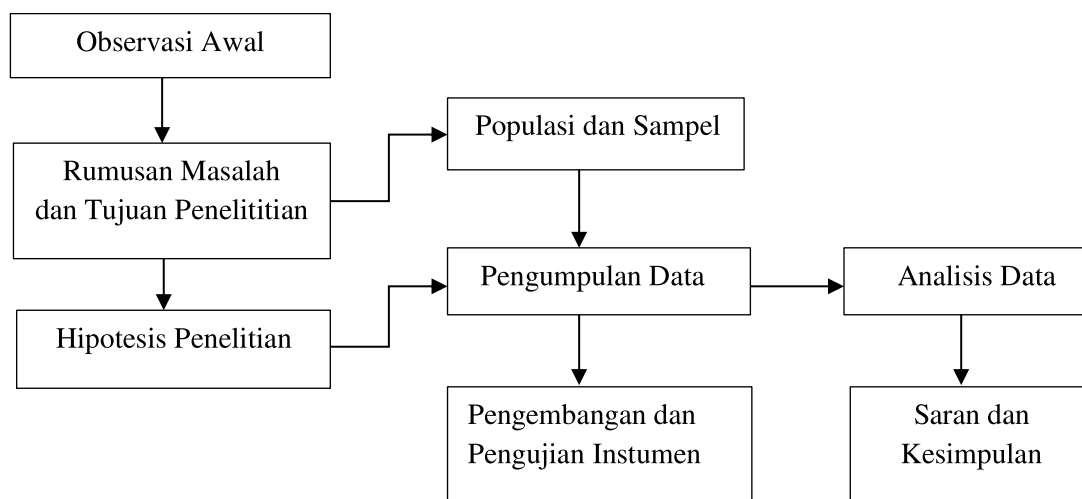 Observasi Awal
Rumusan Masalah
dan Tujuan Penelititian
Hipotesis Penelitian
Populasi dan Sampel
Pengumpulan Data
Pengembangan dan
Pengujian Instumen
Analisis Data
Saran dan
Kesimpulan